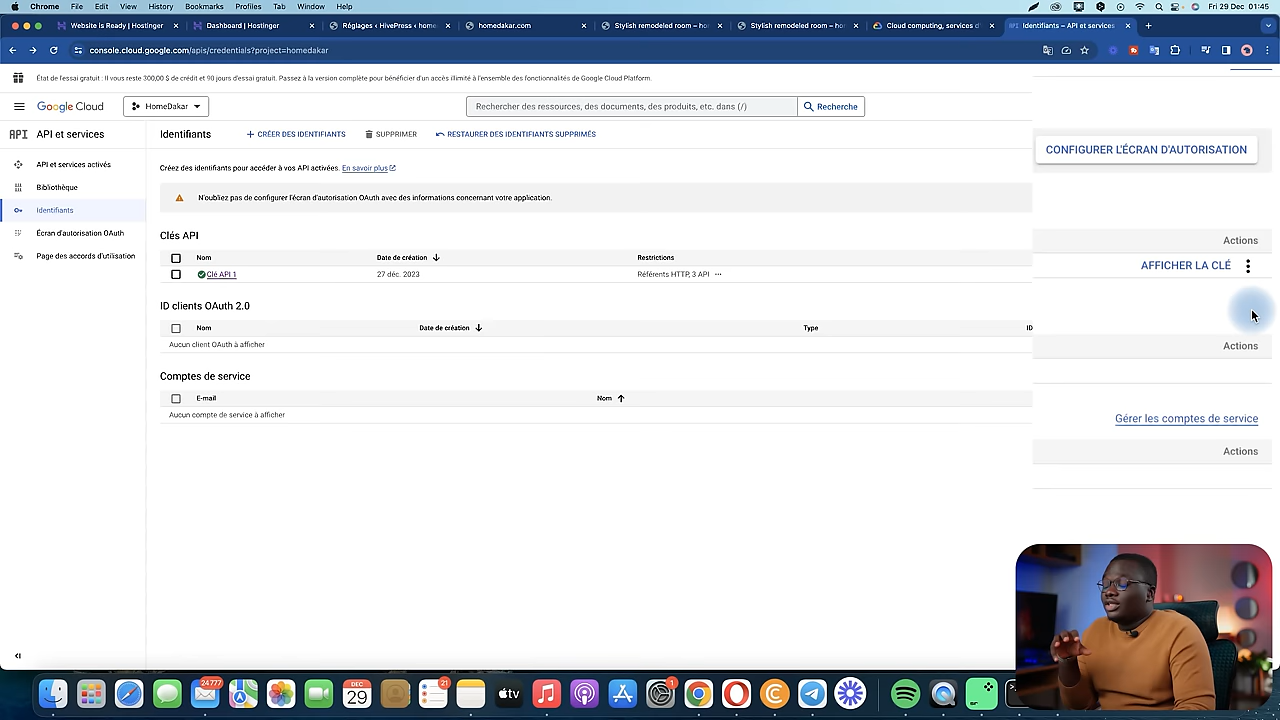 Chrome File Edit View History Bookmarks Profiles Tab Window Help
Fri 29 Dec 01:45
Website Is Ready | Hostinger
Dashboard | Hostinger
Réglages ‹ HivePress ‹ home
homedakar.com
Stylish remodeled room – h
Stylish remodeled room – ho
Cloud computing, services d'
Identifiants – API et services
console.cloud.google.com/apis/credentials?project=homedakar
État de l'essai gratuit : Il vous reste 300,00 $ de crédit et 90 jours d'essai gratuit. Passez à la version complète pour bénéficier d'un accès illimité à l'ensemble des fonctionnalités de Google Cloud Platform.
Google Cloud
HomeDakar
Rechercher des ressources, des documents, des produits, etc. dans (/)
Recherche
API API et services
Identifiants
CRÉER DES IDENTIFIANTS
SUPPRIMER
RESTAURER DES IDENTIFIANTS SUPPRIMÉS
API et services activés
Bibliothèque
Identifiants
Écran d'autorisation OAuth
Page des accords d'utilisation
Créez des identifiants pour accéder à vos API activées. En savoir plus
N'oubliez pas de configurer l'écran d'autorisation OAuth avec des informations concernant votre application.
CONFIGURER L'ÉCRAN D'AUTORISATION
Clés API
Nom Date de création Restrictions Actions
Clé API 1 27 déc. 2023 Référents HTTP, 3 API AFFICHER LA CLÉ
ID clients OAuth 2.0
Nom Date de création Type ID Actions
Aucun client OAuth à afficher
Comptes de service
Gérer les comptes de service
E-mail Nom Actions
Aucun compte de service à afficher
24 777
DEC
29
21
tv
1